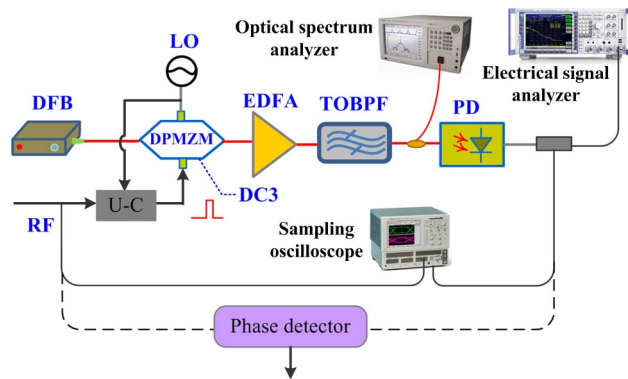 LO
Optical spectrum
analyzer
Electrical signal
analyzer
DFB
DPMZM
EDFA
TOBPF
PD
DC3
U-C
RF
Sampling
oscilloscope
Phase detector